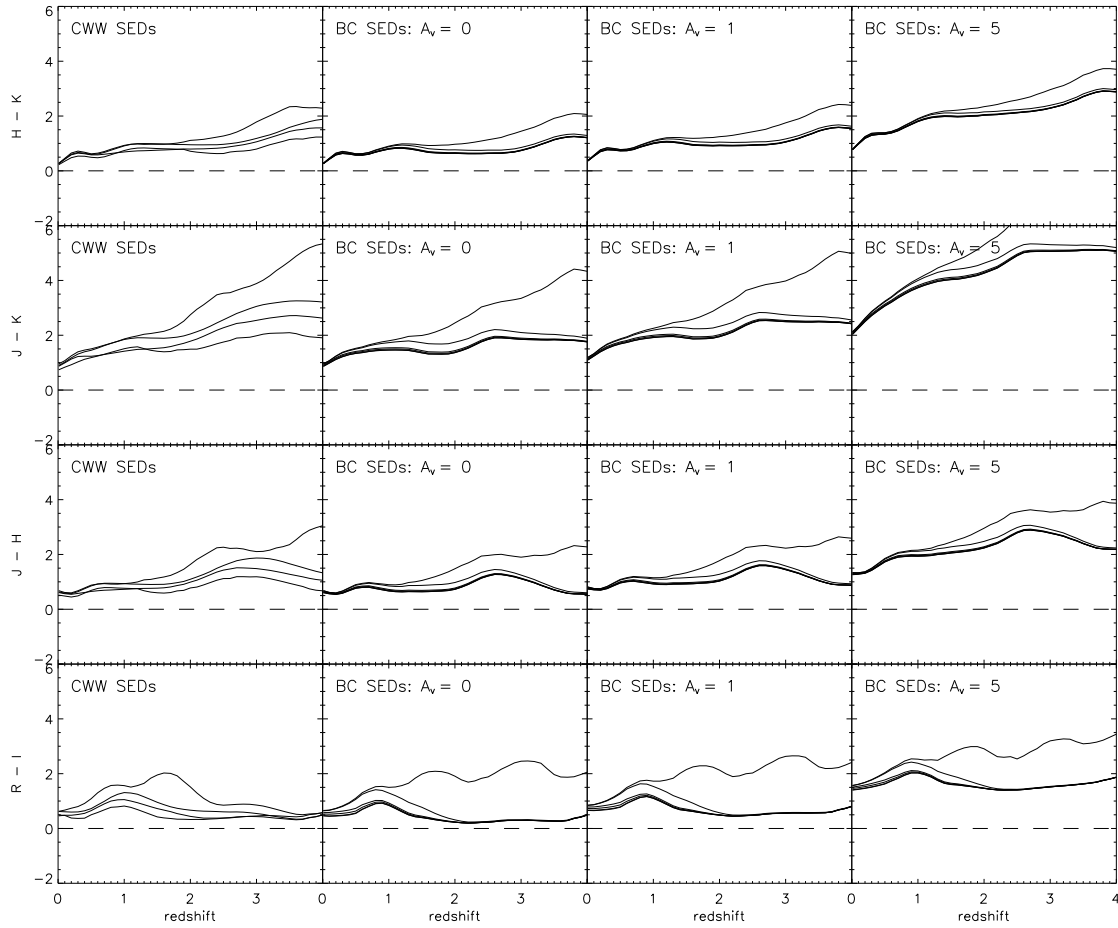 CWW SEDs BC SEDs: Av = 0 BC SEDs: Av = 1 BC SEDs: Av = 5
6
4
2
0
−2
H − K
CWW SEDs BC SEDs: Av = 0 BC SEDs: Av = 1 BC SEDs: Av = 5
6
4
2
0
−2
J − K
CWW SEDs BC SEDs: Av = 0 BC SEDs: Av = 1 BC SEDs: Av = 5
6
4
2
0
−2
J − H
CWW SEDs BC SEDs: Av = 0 BC SEDs: Av = 1 BC SEDs: Av = 5
6
4
2
0
−2
R − I
0 1 2 3 0 1 2 3 0 1 2 3 0 1 2 3 4
redshift redshift redshift redshift